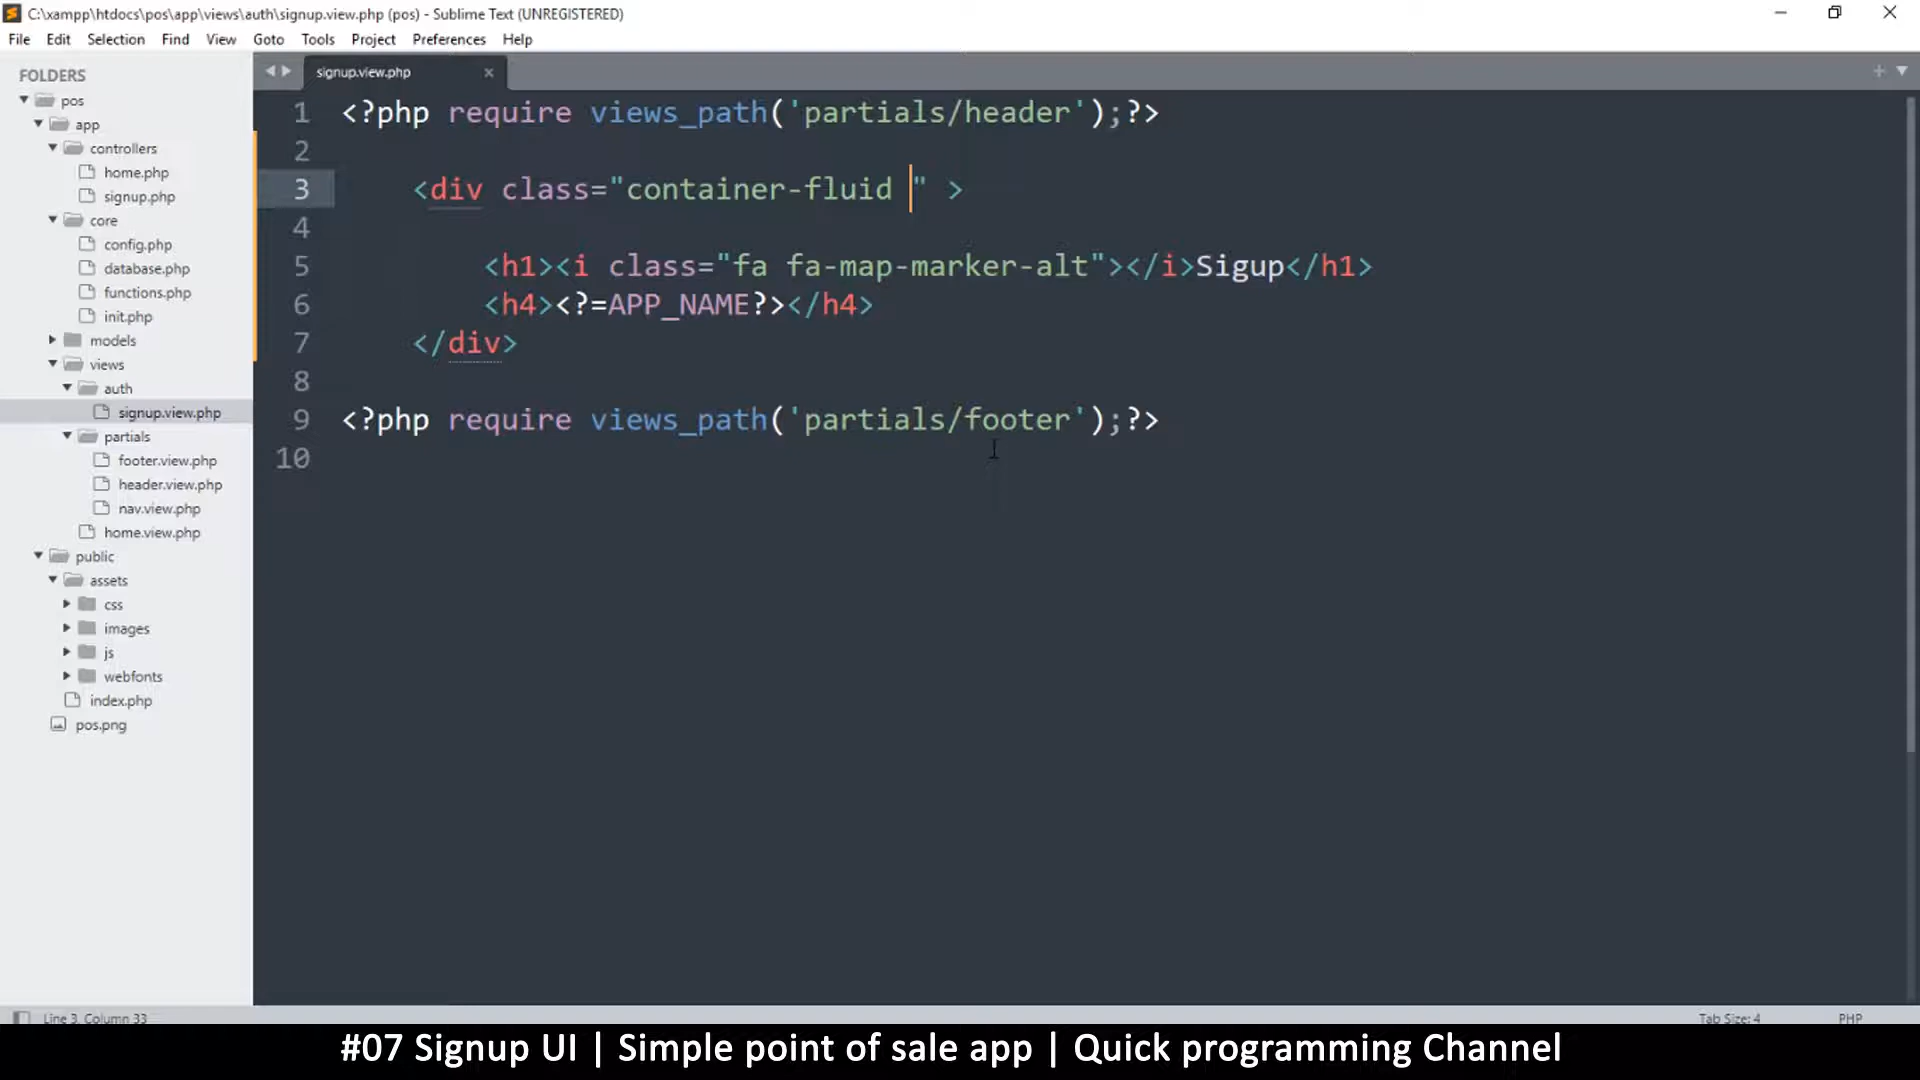 C:\xampp\htdocs\pos\app\views\auth\signup.view.php (pos) - Sublime Text (UNREGISTERED)
File Edit Selection Find View Goto Tools Project Preferences Help
FOLDERS
pos
app
controllers
home.php
signup.php
core
config.php
database.php
functions.php
init.php
models
views
auth
signup.view.php
partials
footer.view.php
header.view.php
nav.view.php
home.view.php
public
assets
css
images
js
webfonts
index.php
pos.png
signup.view.php
1 <?php require views_path('partials/header');?>
2
3 <div class="container-fluid " >
4
5 <h1><i class="fa fa-map-marker-alt"></i>Sigup</h1>
6 <h4><?=APP_NAME?></h4>
7 </div>
8
9 <?php require views_path('partials/footer');?>
10
Line 3, Column 33 Tab Size: 4 PHP
#07 Signup UI | Simple point of sale app | Quick programming Channel